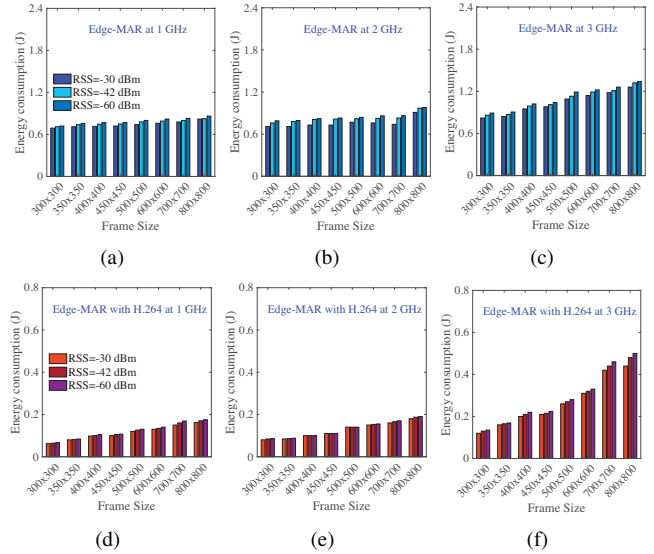 Edge-MAR at 1 GHz
Energy consumption (J)
2.4
1.8
1.2
0.6
0
RSS=-30 dBm
RSS=-42 dBm
RSS=-60 dBm
300x300
350x350
400x400
450x450
500x500
600x600
700x700
800x800
Frame Size
(a)
Edge-MAR at 2 GHz
Energy consumption (J)
2.4
1.8
1.2
0.6
0
300x300
350x350
400x400
450x450
500x500
600x600
700x700
800x800
Frame Size
(b)
Edge-MAR at 3 GHz
Energy consumption (J)
2.4
1.8
1.2
0.6
0
300x300
350x350
400x400
450x450
500x500
600x600
700x700
800x800
Frame Size
(c)
Edge-MAR with H.264 at 1 GHz
Energy consumption (J)
0.8
0.6
0.4
0.2
0
RSS=-30 dBm
RSS=-42 dBm
RSS=-60 dBm
300x300
350x350
400x400
450x450
500x500
600x600
700x700
800x800
Frame Size
(d)
Edge-MAR with H.264 at 2 GHz
Energy consumption (J)
0.8
0.6
0.4
0.2
0
300x300
350x350
400x400
450x450
500x500
600x600
700x700
800x800
Frame Size
(e)
Edge-MAR with H.264 at 3 GHz
Energy consumption (J)
0.8
0.6
0.4
0.2
0
300x300
350x350
400x400
450x450
500x500
600x600
700x700
800x800
Frame Size
(f)